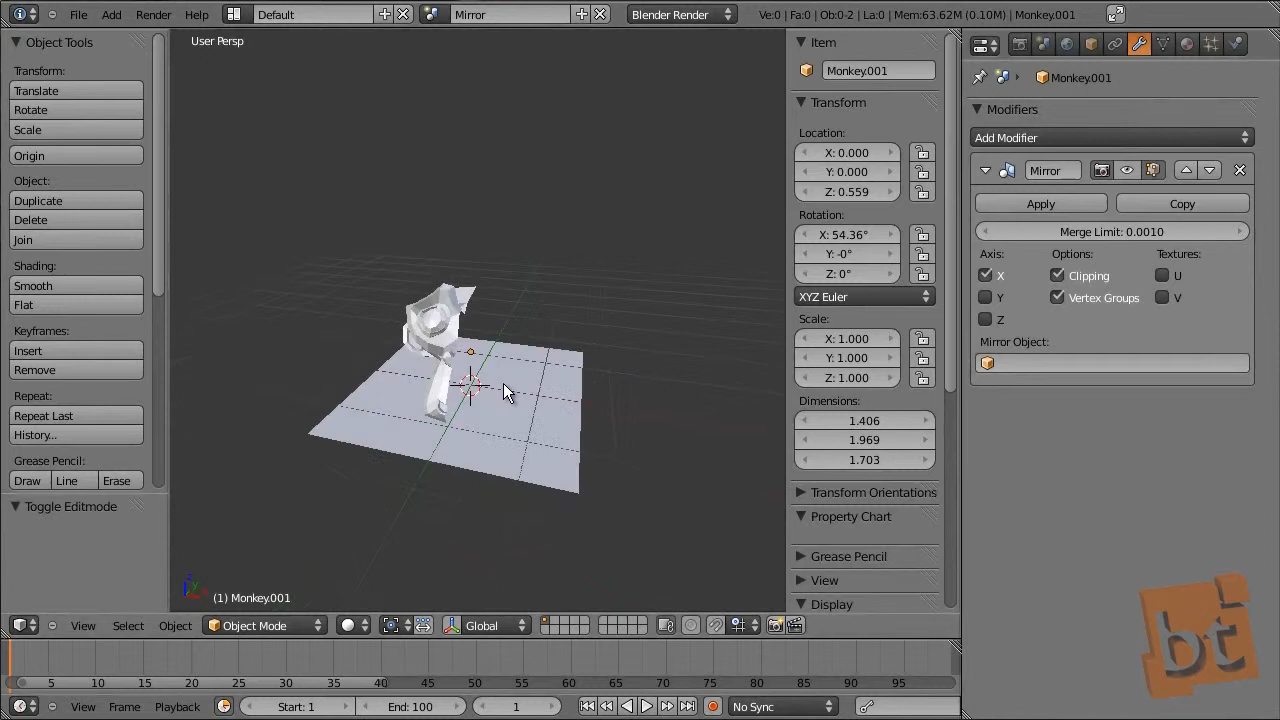 File Add Render Help Default Mirror Blender Render Ve:0 | Fa:0 | Ob:0-2 | La:0 | Mem:63.62M (0.10M) | Monkey.001
Object Tools
Transform:
Translate
Rotate
Scale
Origin
Object:
Duplicate
Delete
Join
Shading:
Smooth
Flat
Keyframes:
Insert
Remove
Repeat:
Repeat Last
History...
Grease Pencil:
Draw Line Erase
Toggle Editmode
User Persp
(1) Monkey.001
Item
Monkey.001
Transform
Location:
X: 0.000
Y: 0.000
Z: 0.559
Rotation:
X: 54.36°
Y: -0°
Z: 0°
XYZ Euler
Scale:
X: 1.000
Y: 1.000
Z: 1.000
Dimensions:
1.406
1.969
1.703
Transform Orientations
Property Chart
Grease Pencil
View
Display
Monkey.001
Modifiers
Add Modifier
Mirror
Apply Copy
Merge Limit: 0.0010
Axis: Options: Textures:
X Clipping U
Y Vertex Groups V
Z
Mirror Object:
View Select Object Object Mode Global
5 10 15 20 25 30 35 40 45 50 55 60 65 70 75 80 85 90 95
View Frame Playback Start: 1 End: 100 1 No Sync
bt